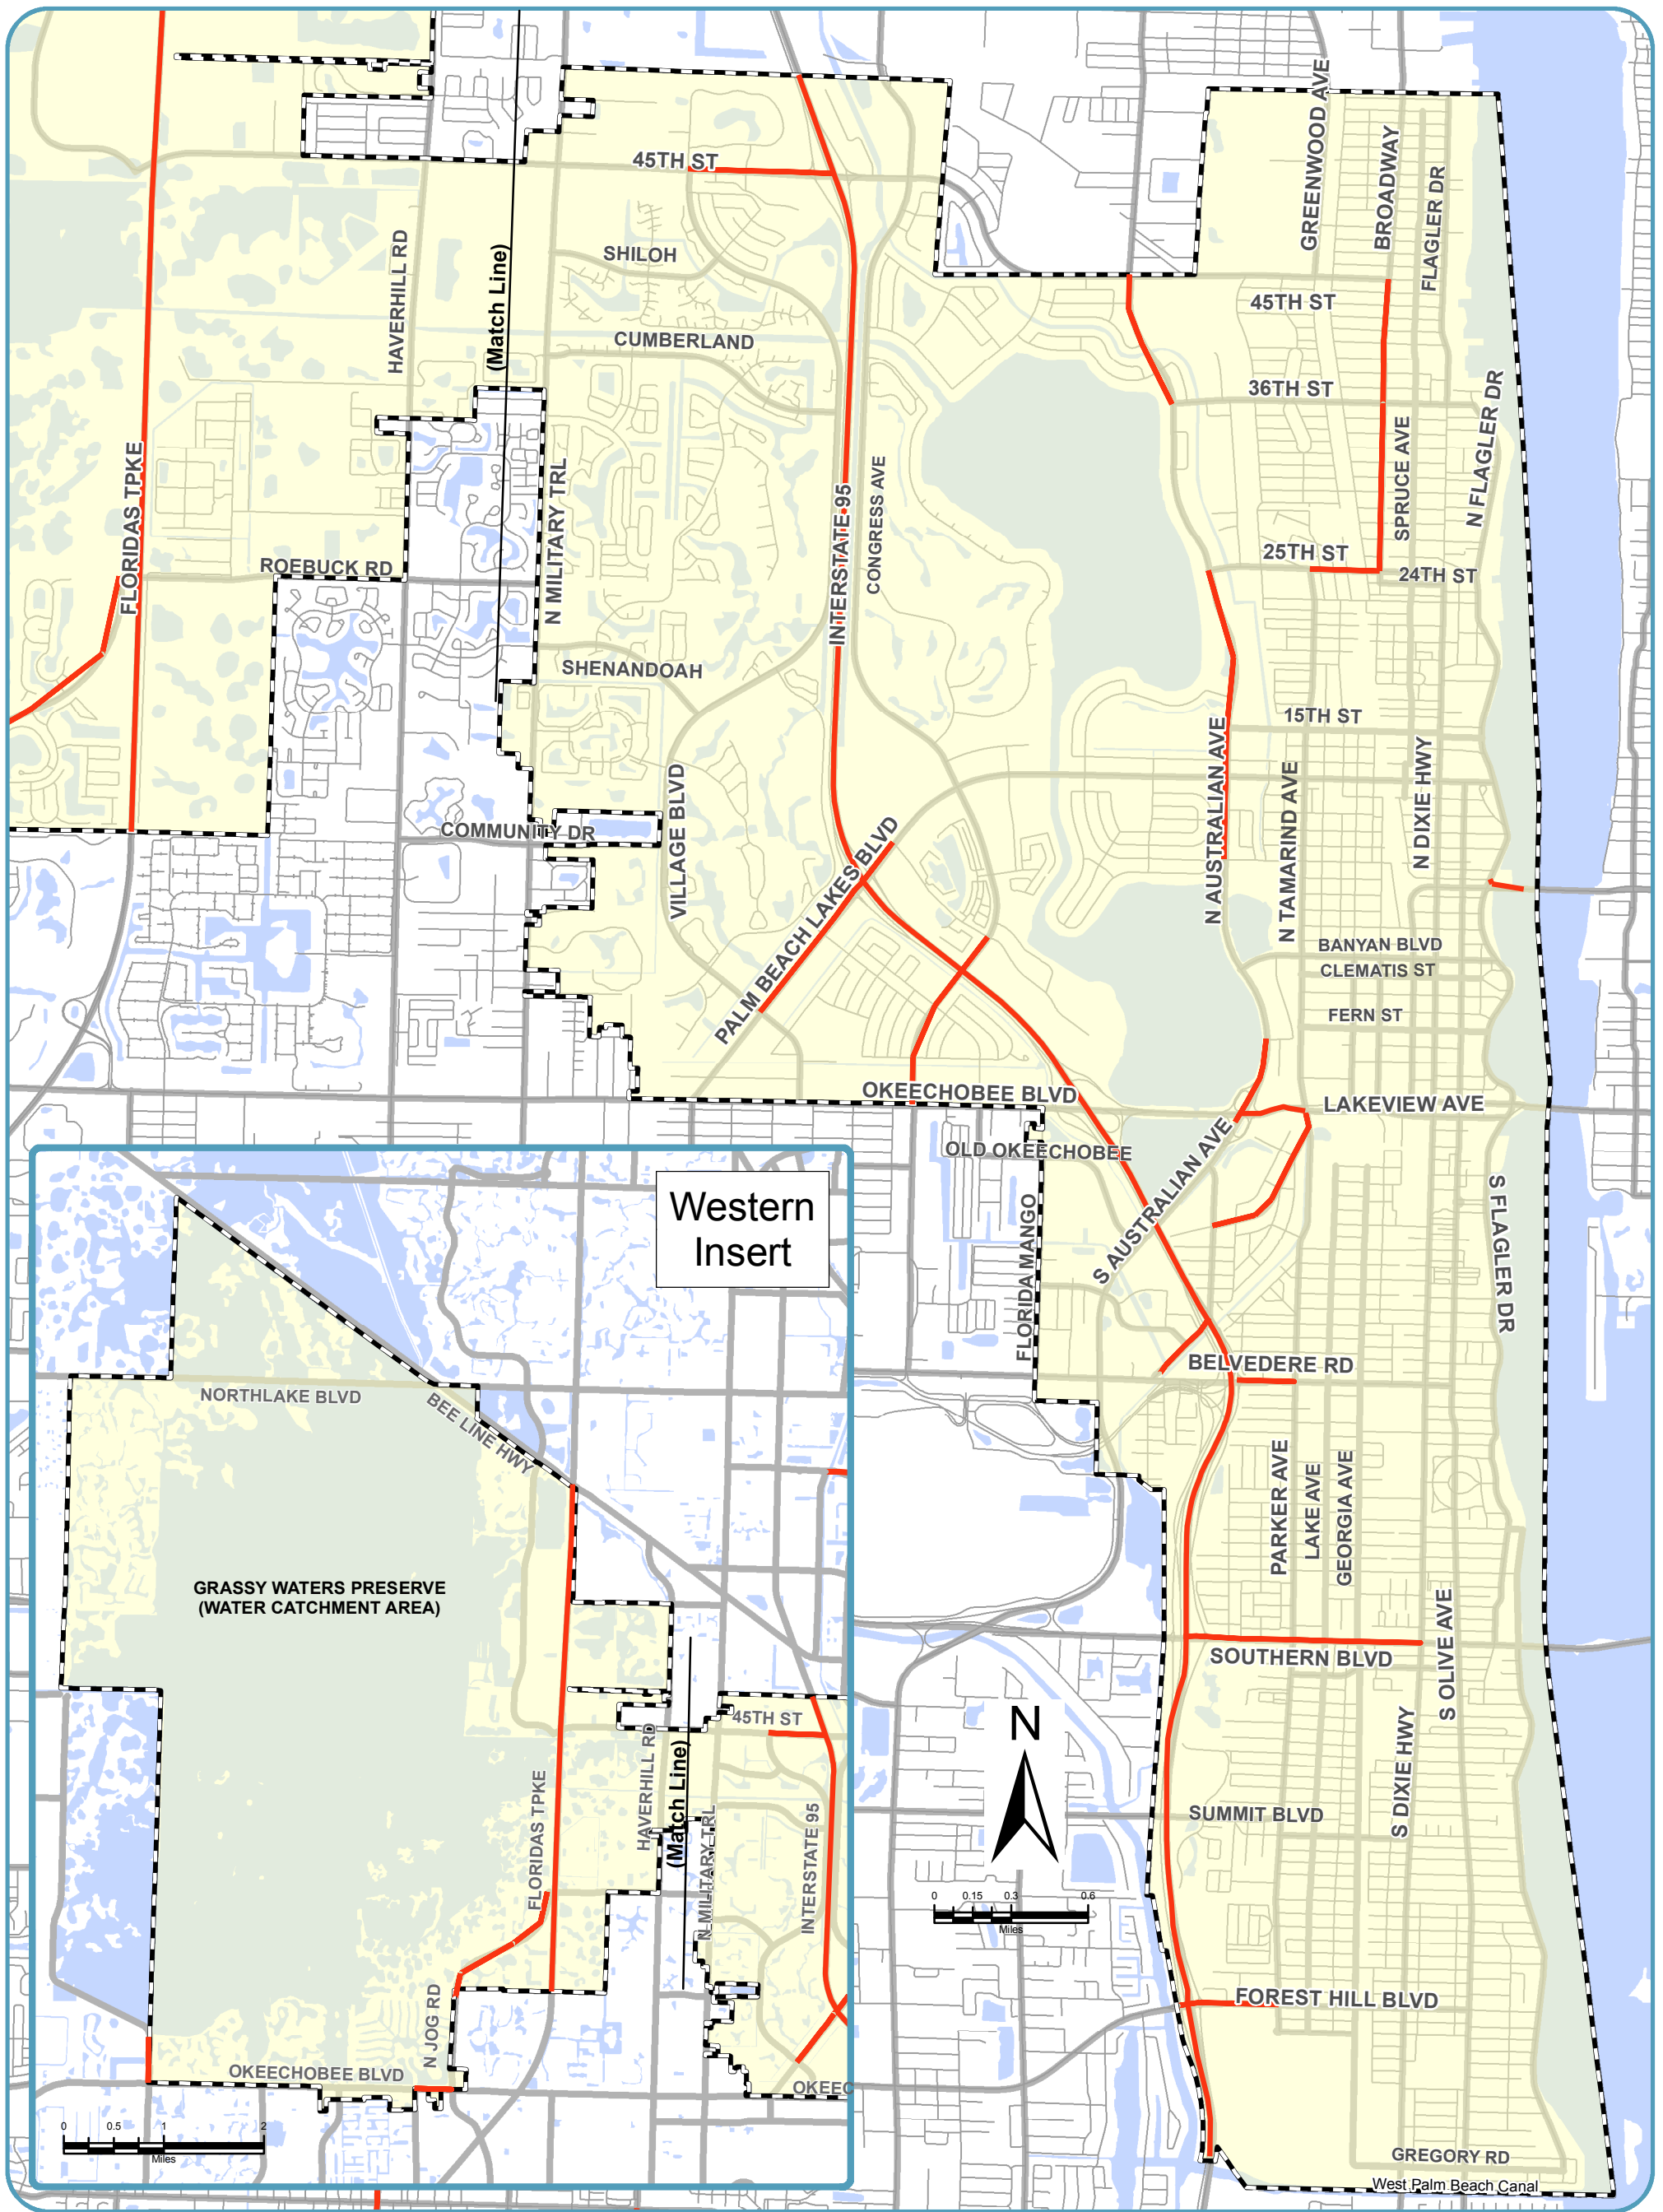 GREENWOOD AVE
BROADWAY
FLAGLER DR
45TH ST
HAVERHILL RD
(Match Line)
SHILOH
45TH ST
CUMBERLAND
36TH ST
N FLAGLER DR
FLORIDAS TPKE
N MILITARY TRL
INTERSTATE 95
CONGRESS AVE
SPRUCE AVE
25TH ST
24TH ST
ROEBUCK RD
SHENANDOAH
15TH ST
N AUSTRALIAN AVE
N TAMARIND AVE
N DIXIE HWY
VILLAGE BLVD
COMMUNITY DR
PALM BEACH LAKES BLVD
BANYAN BLVD
CLEMATIS ST
FERN ST
OKEECHOBEE BLVD
LAKEVIEW AVE
OLD OKEECHOBEE
S AUSTRALIAN AVE
FLORIDA MANGO
S FLAGLER DR
BELVEDERE RD
PARKER AVE
LAKE AVE
GEORGIA AVE
S OLIVE AVE
SOUTHERN BLVD
S DIXIE HWY
SUMMIT BLVD
FOREST HILL BLVD
GREGORY RD
West Palm Beach Canal
N
0 0.15 0.3 0.6
Miles
Western
Insert
NORTHLAKE BLVD
BEE LINE HWY
GRASSY WATERS PRESERVE
(WATER CATCHMENT AREA)
45TH ST
HAVERHILL RD
(Match Line)
FLORIDAS TPKE
N MILITARY TRL
INTERSTATE 95
N JOG RD
OKEECHOBEE BLVD
OKEEC
0 0.5 1 2
Miles